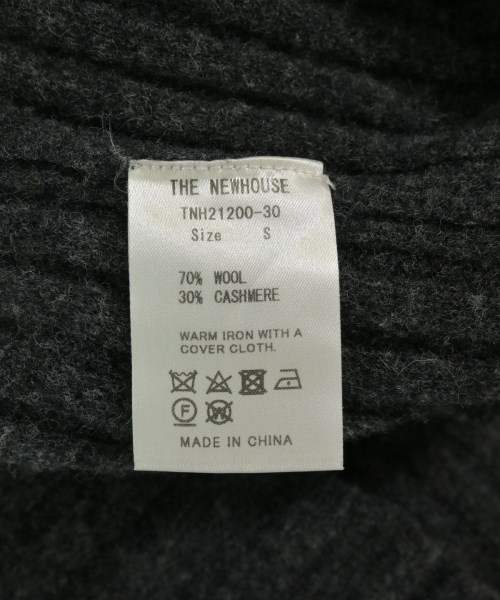 THE NEWHOUSE
TNH21200-30
Size S
70% WOOL
30% CASHMERE
WARM IRON WITH A
COVER CLOTH.
F W
MADE IN CHINA